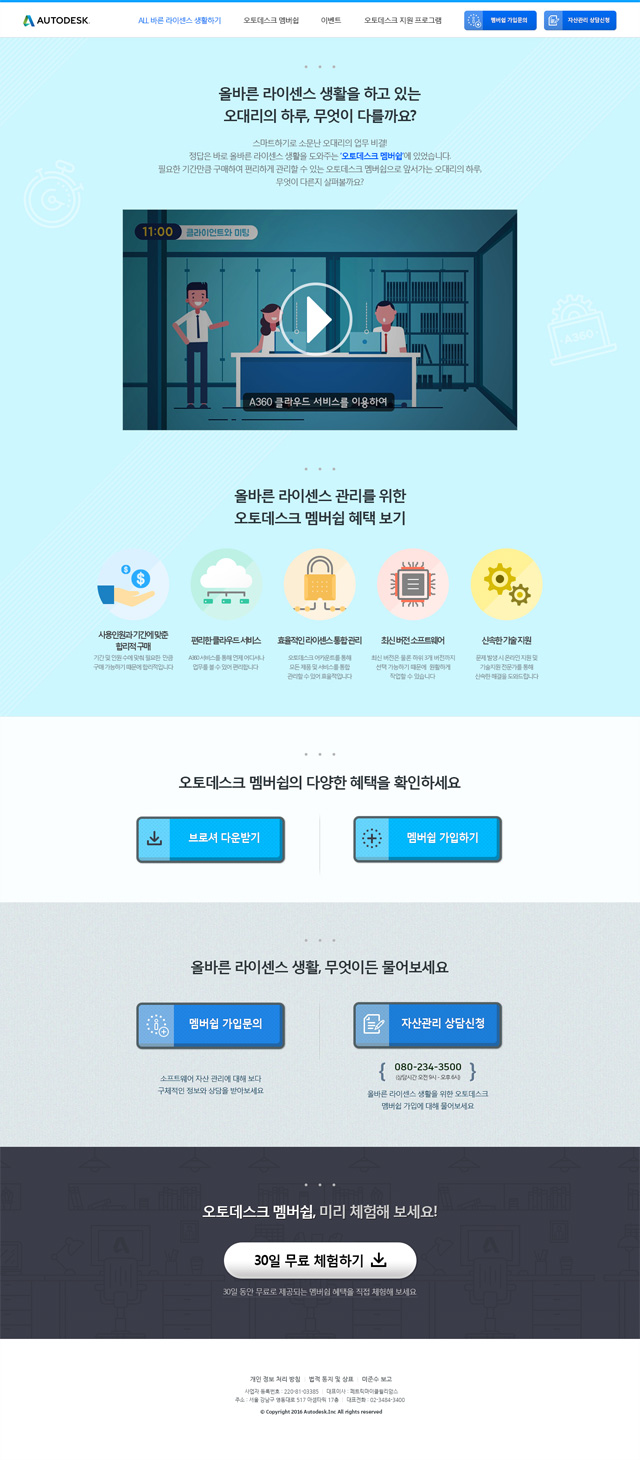 AUTODESK.
ALL 바른 라이센스 생활하기
오토데스크 멤버쉽
이벤트
오토데스크 지원 프로그램
멤버쉽 가입문의
자산관리 상담신청
올바른 라이센스 생활을 하고 있는
오대리의 하루, 무엇이 다를까요?
스마트하기로 소문난 오대리의 업무 비결!
정답은 바로 올바른 라이센스 생활을 도와주는 '오토데스크 멤버쉽'에 있었습니다.
필요한 기간만큼 구매하여 편리하게 관리할 수 있는 오토데스크 멤버쉽으로 앞서가는 오대리의 하루,
무엇이 다른지 살펴볼까요?
11:00 클라이언트와 미팅
A360
A360 클라우드 서비스를 이용하여
올바른 라이센스 관리를 위한
오토데스크 멤버쉽 혜택 보기
사용인원과 기간에 맞춘
합리적 구매
기간 및 인원 수에 맞춰 필요한 만큼
구매 가능하기 때문에 합리적입니다
편리한 클라우드 서비스
A360 서비스를 통해 언제 어디서나
업무를 볼 수 있어 편리합니다
효율적인 라이센스 통합 관리
오토데스크 어카운트를 통해
모든 제품 및 서비스를 통합
관리할 수 있어 효율적입니다
최신 버전 소프트웨어
최신 버전은 물론 하위 3개 버전까지
선택 가능하기 때문에 원활하게
작업할 수 있습니다
신속한 기술 지원
문제 발생 시 온라인 지원 및
기술지원 전문가를 통해
신속한 해결을 도와드립니다
오토데스크 멤버쉽의 다양한 혜택을 확인하세요
브로셔 다운받기
멤버쉽 가입하기
올바른 라이센스 생활, 무엇이든 물어보세요
멤버쉽 가입문의
소프트웨어 자산 관리에 대해 보다
구체적인 정보와 상담을 받아보세요
자산관리 상담신청
{ 080-234-3500 }
(상담시간 오전 9시 - 오후 6시)
올바른 라이센스 생활을 위한 오토데스크
멤버쉽 가입에 대해 물어보세요
오토데스크 멤버쉽, 미리 체험해 보세요!
30일 무료 체험하기
30일 동안 무료로 제공되는 멤버쉽 혜택을 직접 체험해 보세요
개인 정보 처리 방침 | 법적 통지 및 상표 | 미준수 보고
사업자 등록번호 : 220-81-03385 | 대표이사 : 패트릭마이클윌리암스
주소 : 서울 강남구 영동대로 517 아셈타워 17층 | 대표전화 : 02-3484-3400
© Copyright 2016 Autodesk.Inc All rights reserved